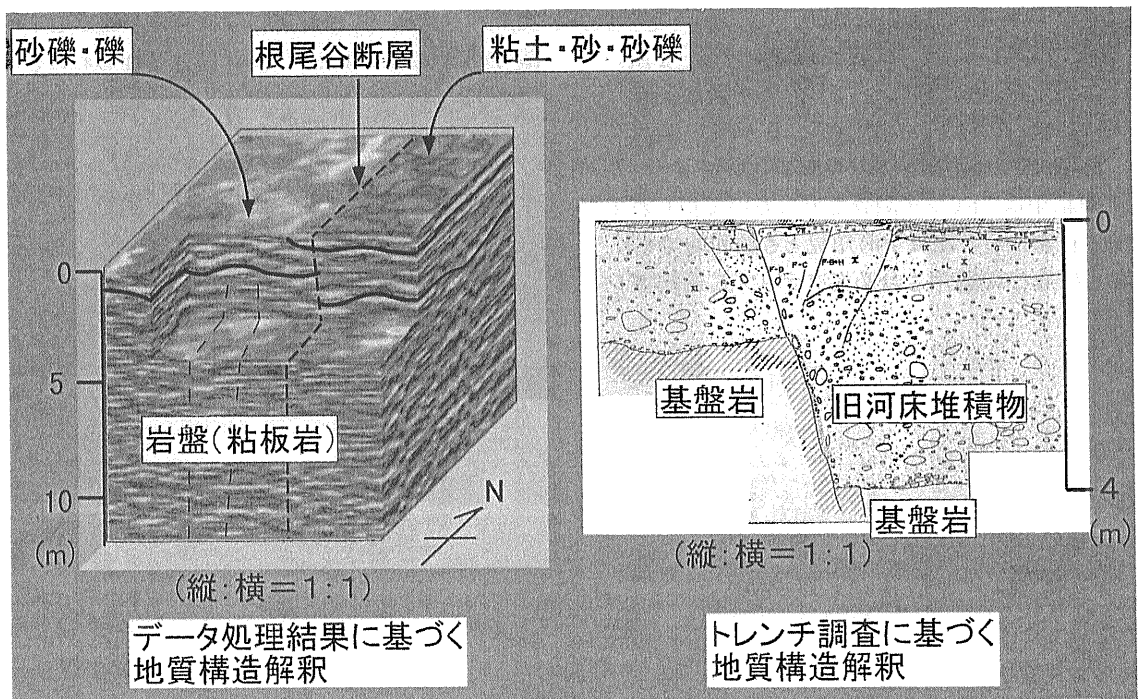 砂礫・礫
根尾谷断層
粘土・砂・砂礫
0
5
10
(m)
岩盤(粘板岩)
N
(縦:横=1:1)
データ処理結果に基づく
地質構造解釈
0
4
(m)
F-E
F-D
F-C
F-B
F-A
XI
XI
基盤岩
旧河床堆積物
基盤岩
(縦:横=1:1)
トレンチ調査に基づく
地質構造解釈